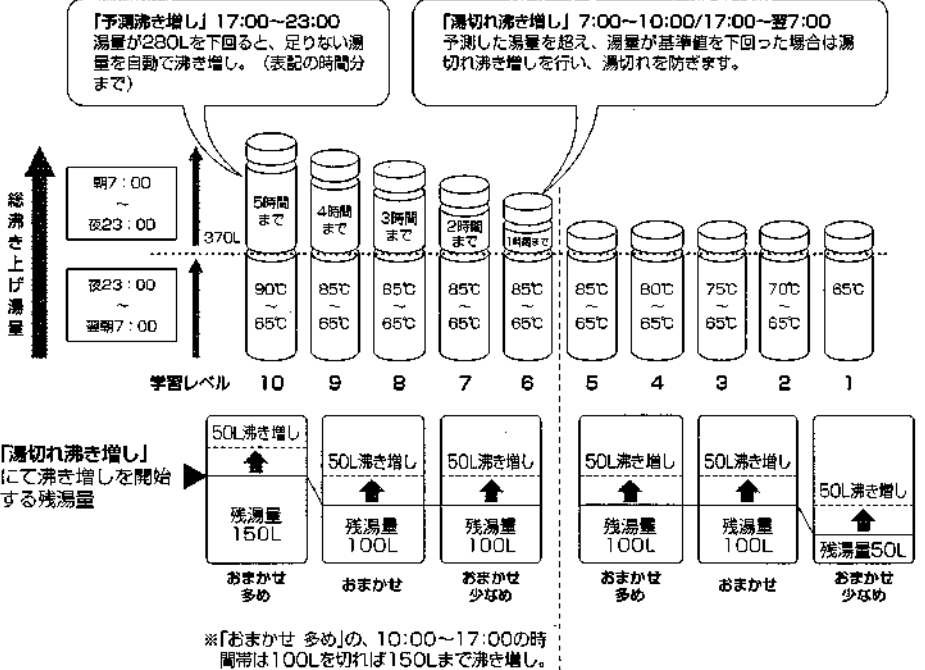 「予測沸き増し」17:00~23:00
湯量が280Lを下回ると、足りない湯
量を自動で沸き増し。(表記の時間分
まで)
「湯切れ沸き増し」7:00~10:00/17:00~翌7:00
予測した湯量を超え、湯量が基準値を下回った場合は湯
切れ沸き増しを行い、湯切れを防ぎます。
総沸き上げ湯量
朝7:00
~
夜23:00
370L
5時間
まで
4時間
まで
3時間
まで
2時間
まで
1時間まで
夜23:00
~
翌朝7:00
90℃
~
65℃
85℃
~
65℃
85℃
~
65℃
85℃
~
65℃
85℃
~
65℃
85℃
~
65℃
80℃
~
65℃
75℃
~
65℃
70℃
~
65℃
65℃
学習レベル 10 9 8 7 6 5 4 3 2 1
「湯切れ沸き増し」
にて沸き増しを開始
する残湯量
50L沸き増し
残湯量
150L
おまかせ
多め
50L沸き増し
残湯量
100L
おまかせ
50L沸き増し
残湯量
100L
おまかせ
少なめ
50L沸き増し
残湯量
100L
おまかせ
多め
50L沸き増し
残湯量
100L
おまかせ
50L沸き増し
残湯量50L
おまかせ
少なめ
※「おまかせ 多め」の、10:00~17:00の時
間帯は100Lを切れば150Lまで沸き増し。